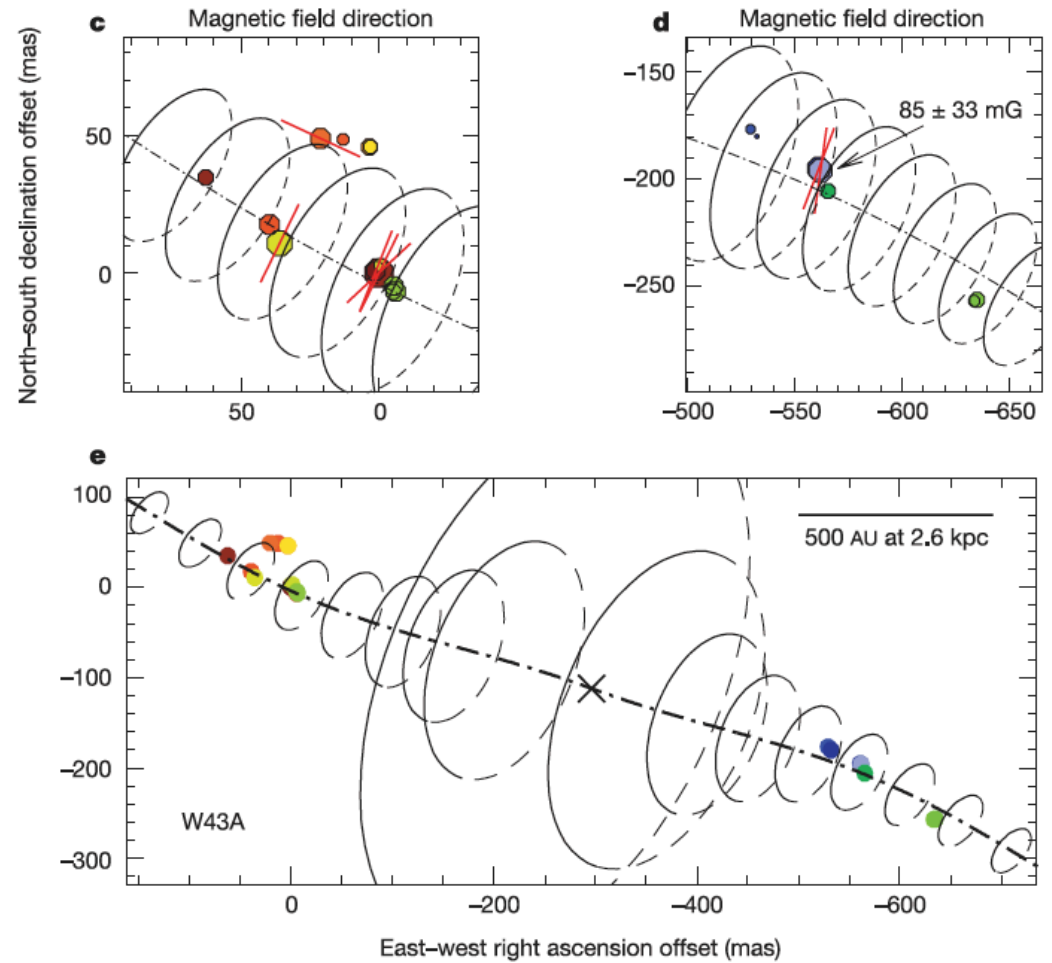 c
Magnetic field direction
d
Magnetic field direction
North–south declination offset (mas)
50
0
50
0
−150
−200
−250
85 ± 33 mG
−500
−550
−600
−650
e
100
0
−100
−200
−300
500 AU at 2.6 kpc
W43A
0
−200
−400
−600
East–west right ascension offset (mas)